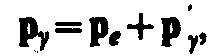 𝐩γ = 𝐩e + 𝐩′γ,